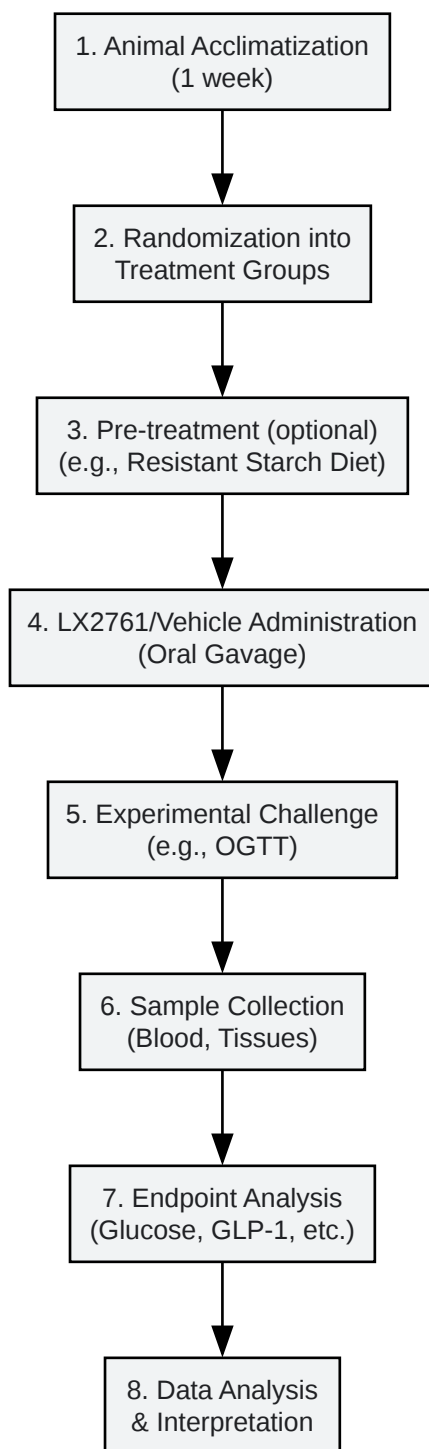 1. Animal Acclimatization
(1 week)
2. Randomization into
Treatment Groups
3. Pre-treatment (optional)
(e.g., Resistant Starch Diet)
4. LX2761/Vehicle Administration
(Oral Gavage)
5. Experimental Challenge
(e.g., OGTT)
6. Sample Collection
(Blood, Tissues)
7. Endpoint Analysis
(Glucose, GLP-1, etc.)
8. Data Analysis
& Interpretation